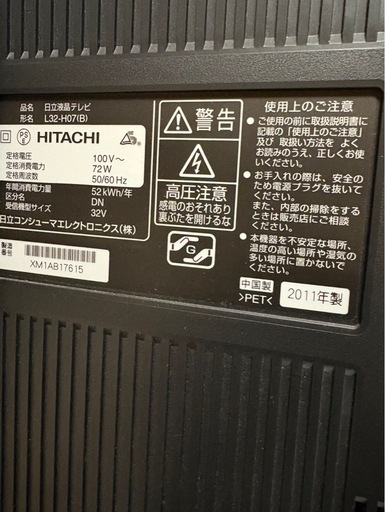 品名 日立液晶テレビ
形名 L32-H07(B)
PS E HITACHI
定格電圧 100V～
定格消費電力 72W
定格周波数 50/60Hz
年間消費電力量 52kWh/年
区分名 DN
受信機型サイズ 32V
日立コンシューマエレクトロニクス(株)
製造番号 XM1AB17615
警告
高圧注意
感電のおそれあり
裏ぶたを開けるな
使用上のご注意
●ご使用の前に取扱説明書に
記載の「使用上のご注意」
及び取扱い方法を
よくお読みのうえ、正しくお使
いください。
●お手入れの際は、安全の
ため電源プラグを抜いて
ください。
また、内部の掃除をする
ときは販売店にご相談
ください。
●本機器を不安定な場所、
温度の高い場所や湿気の
多い場所に置かないで
ください。
中国製
>PET<
2011年製